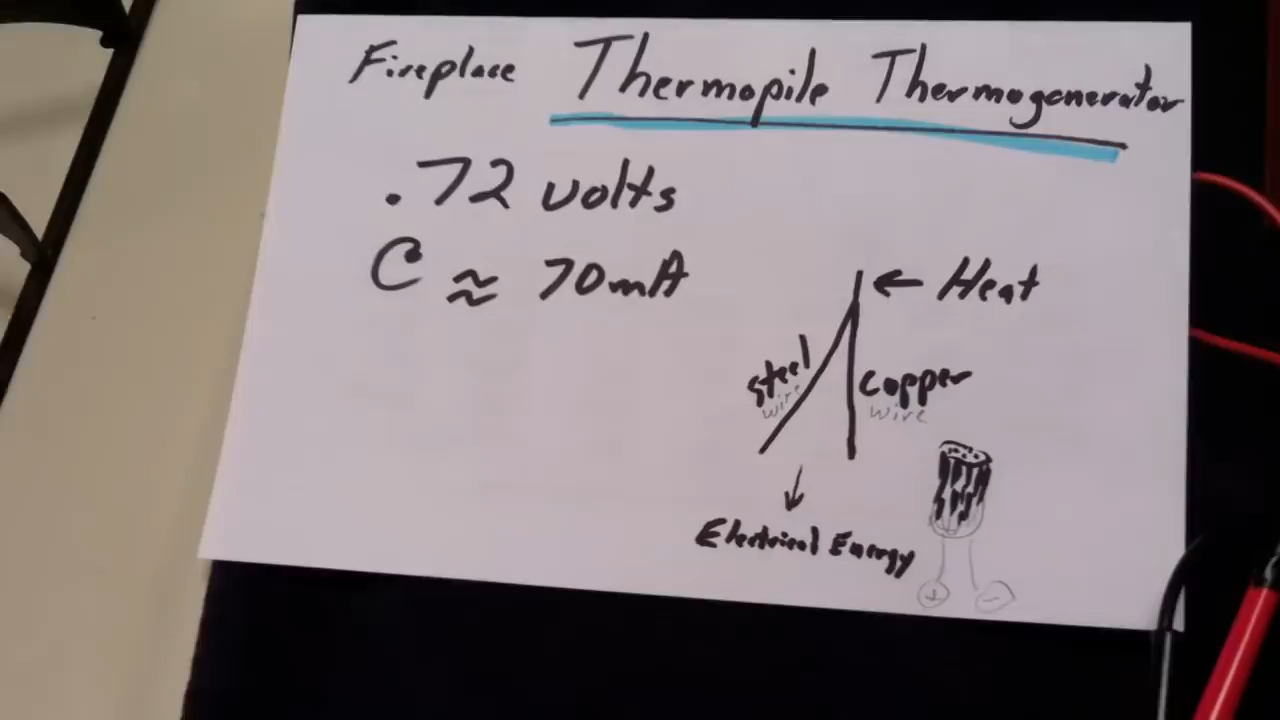 Fireplace Thermopile Thermogenerator
.72 volts
C ≈ 70mA
← Heat
steel
wire
copper
wire
↓
Electrical Energy
+ −